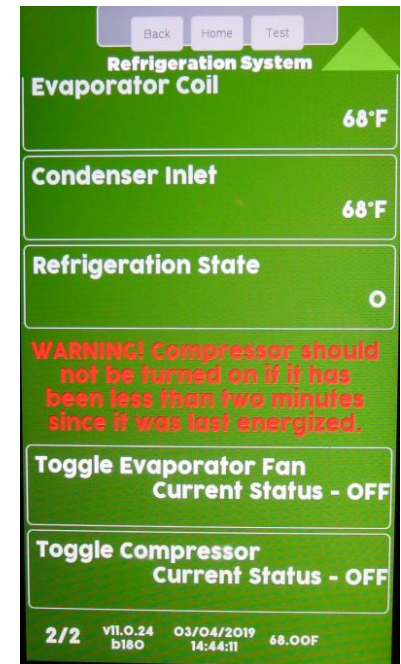 Back Home Test
Refrigeration System
Evaporator Coil
68°F
Condenser Inlet
68°F
Refrigeration State
0
WARNING! Compressor should
not be turned on if it has
been less than two minutes
since it was last energized.
Toggle Evaporator Fan
Current Status - OFF
Toggle Compressor
Current Status - OFF
2/2 v11.0.24 03/04/2019 68.00F
b180 14:44:11